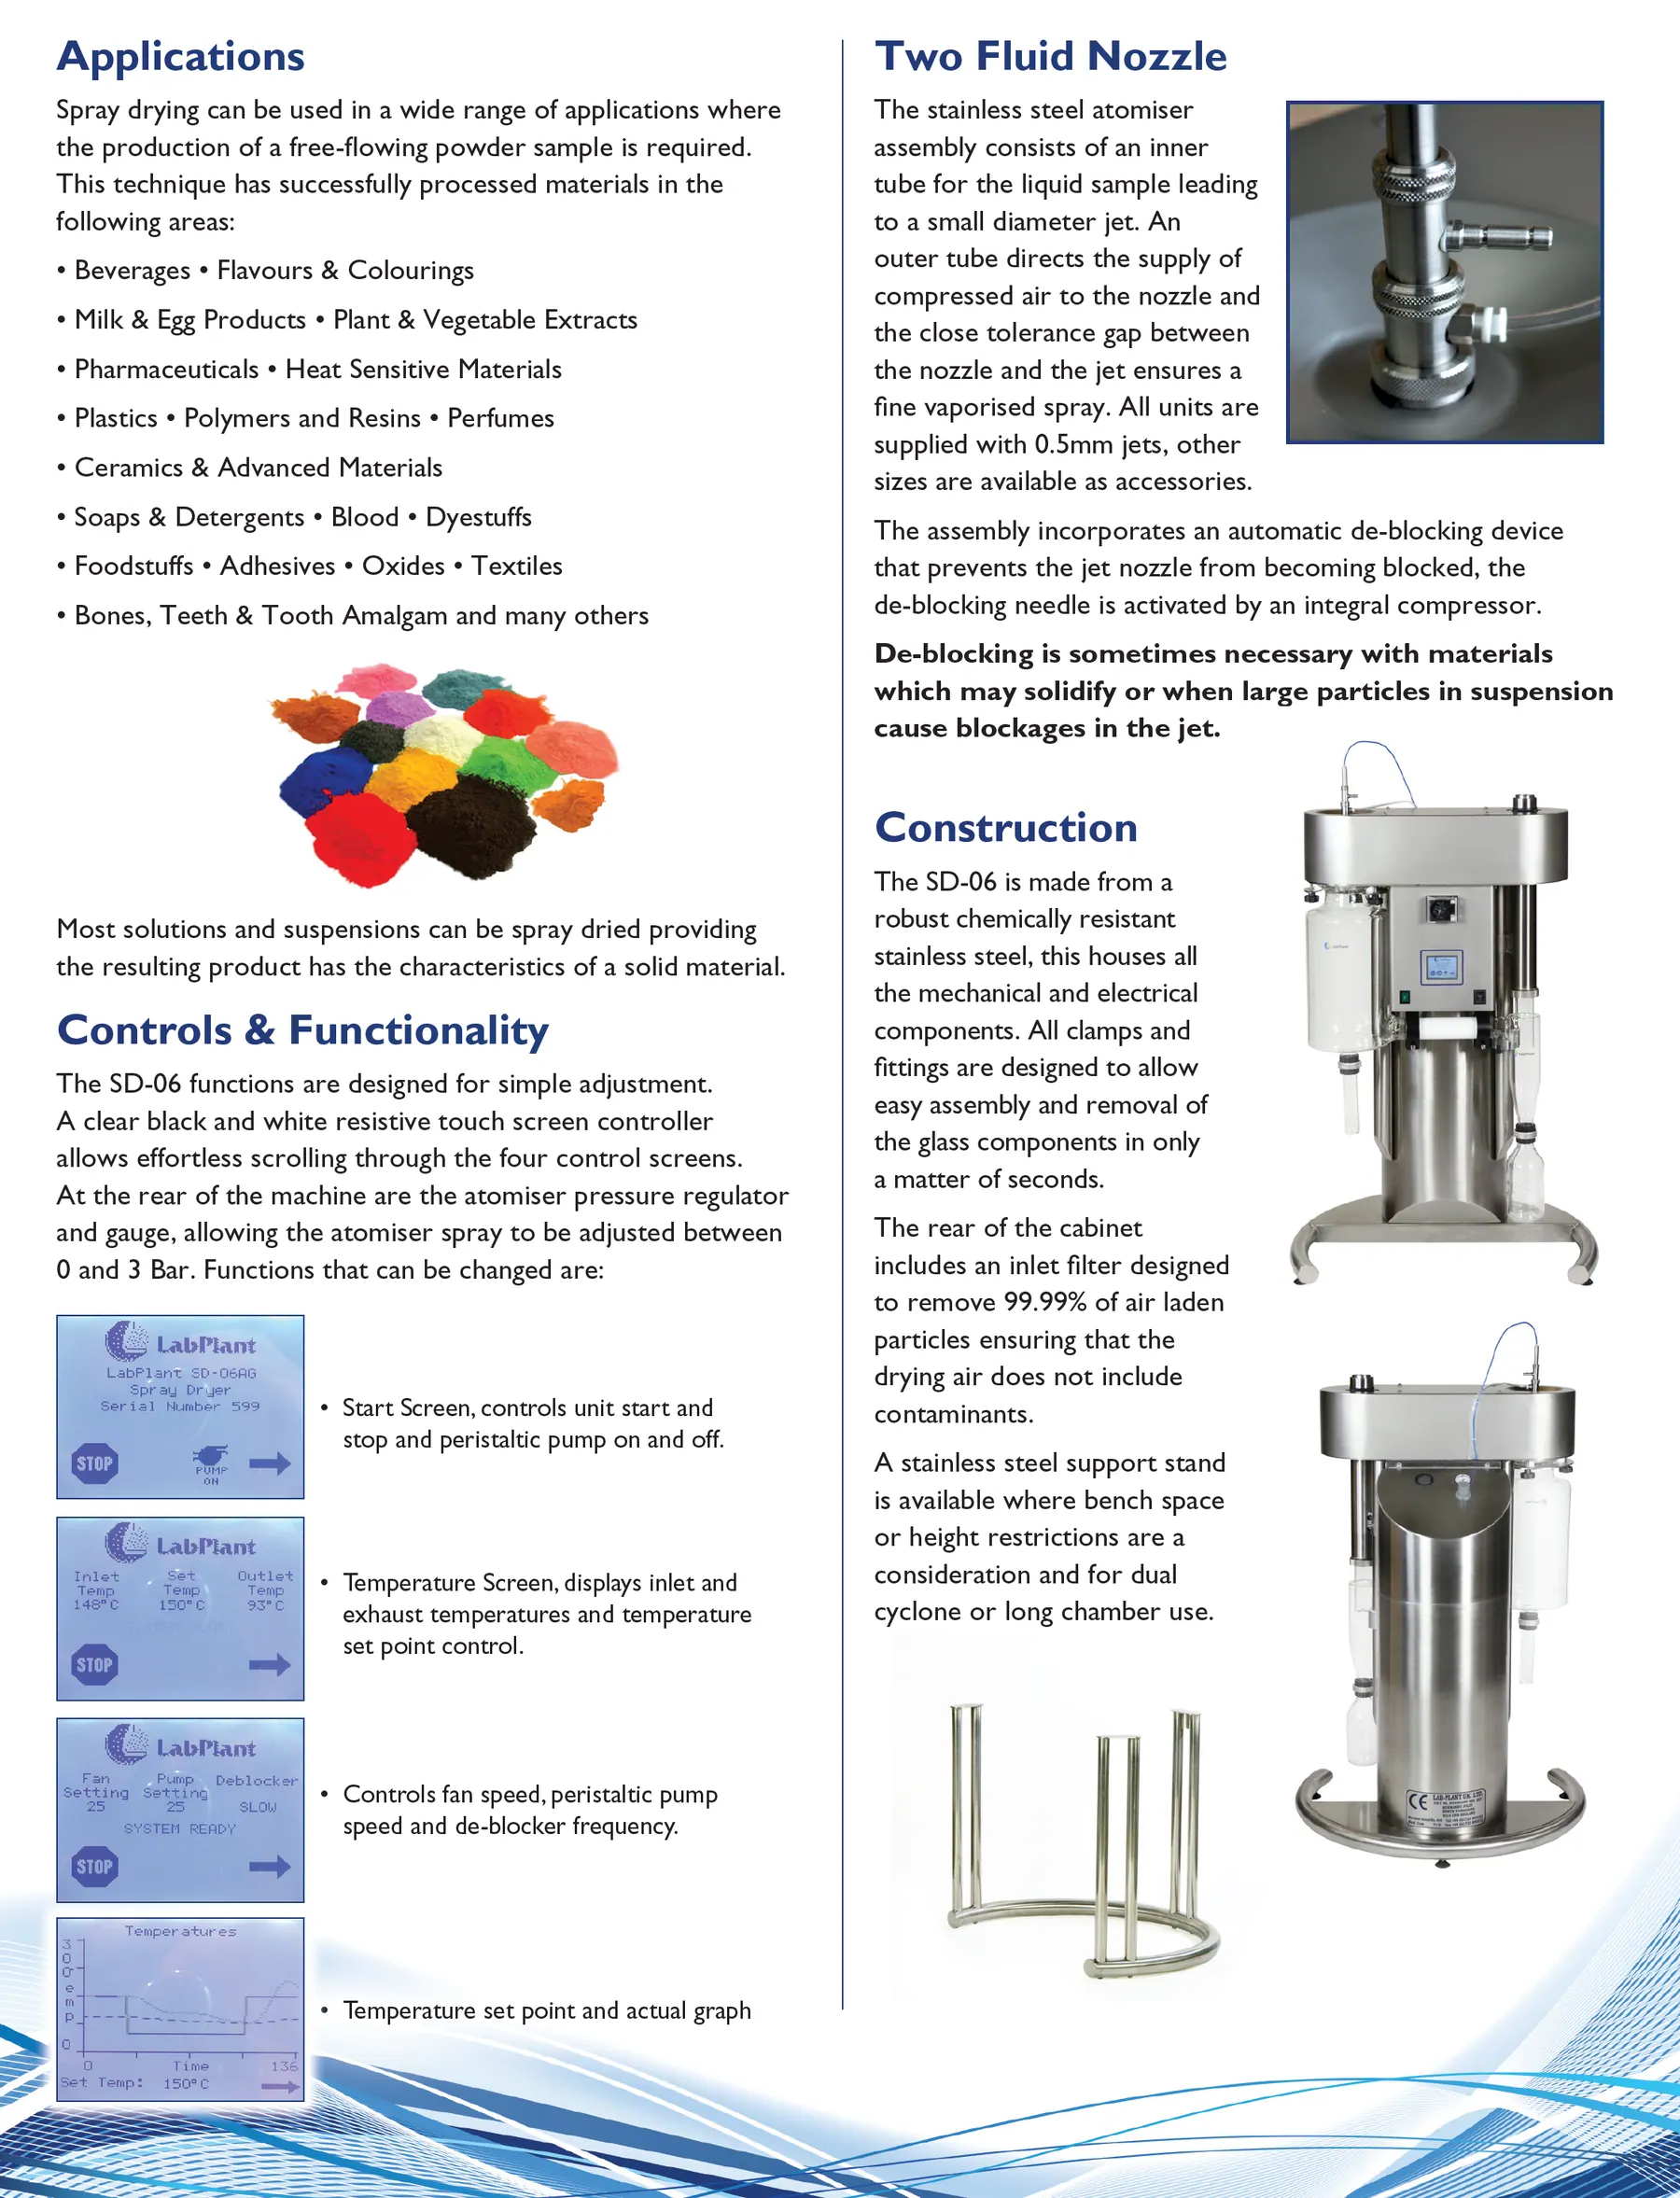 Applications
Spray drying can be used in a wide range of applications where
the production of a free-flowing powder sample is required.
This technique has successfully processed materials in the
following areas:
• Beverages • Flavours & Colourings
• Milk & Egg Products • Plant & Vegetable Extracts
• Pharmaceuticals • Heat Sensitive Materials
• Plastics • Polymers and Resins • Perfumes
• Ceramics & Advanced Materials
• Soaps & Detergents • Blood • Dyestuffs
• Foodstuffs • Adhesives • Oxides • Textiles
• Bones, Teeth & Tooth Amalgam and many others
Most solutions and suspensions can be spray dried providing
the resulting product has the characteristics of a solid material.
Controls & Functionality
The SD-06 functions are designed for simple adjustment.
A clear black and white resistive touch screen controller
allows effortless scrolling through the four control screens.
At the rear of the machine are the atomiser pressure regulator
and gauge, allowing the atomiser spray to be adjusted between
0 and 3 Bar. Functions that can be changed are:
LabPlant
LabPlant SD-06AG
Spray Dryer
Serial Number 599
STOP
PUMP
ON
• Start Screen, controls unit start and
stop and peristaltic pump on and off.
LabPlant
Inlet Set Outlet
Temp Temp Temp
148°C 150°C 93°C
STOP
• Temperature Screen, displays inlet and
exhaust temperatures and temperature
set point control.
LabPlant
Fan Pump Deblocker
Setting Setting
25 25 SLOW
SYSTEM READY
STOP
• Controls fan speed, peristaltic pump
speed and de-blocker frequency.
Temperatures
300
emp
0
0 Time 136
Set Temp: 150°C
• Temperature set point and actual graph
Two Fluid Nozzle
The stainless steel atomiser
assembly consists of an inner
tube for the liquid sample leading
to a small diameter jet. An
outer tube directs the supply of
compressed air to the nozzle and
the close tolerance gap between
the nozzle and the jet ensures a
fine vaporised spray. All units are
supplied with 0.5mm jets, other
sizes are available as accessories.
The assembly incorporates an automatic de-blocking device
that prevents the jet nozzle from becoming blocked, the
de-blocking needle is activated by an integral compressor.
De-blocking is sometimes necessary with materials
which may solidify or when large particles in suspension
cause blockages in the jet.
Construction
The SD-06 is made from a
robust chemically resistant
stainless steel, this houses all
the mechanical and electrical
components. All clamps and
fittings are designed to allow
easy assembly and removal of
the glass components in only
a matter of seconds.
The rear of the cabinet
includes an inlet filter designed
to remove 99.99% of air laden
particles ensuring that the
drying air does not include
contaminants.
A stainless steel support stand
is available where bench space
or height restrictions are a
consideration and for dual
cyclone or long chamber use.
CE LAB-PLANT UK. LTD.